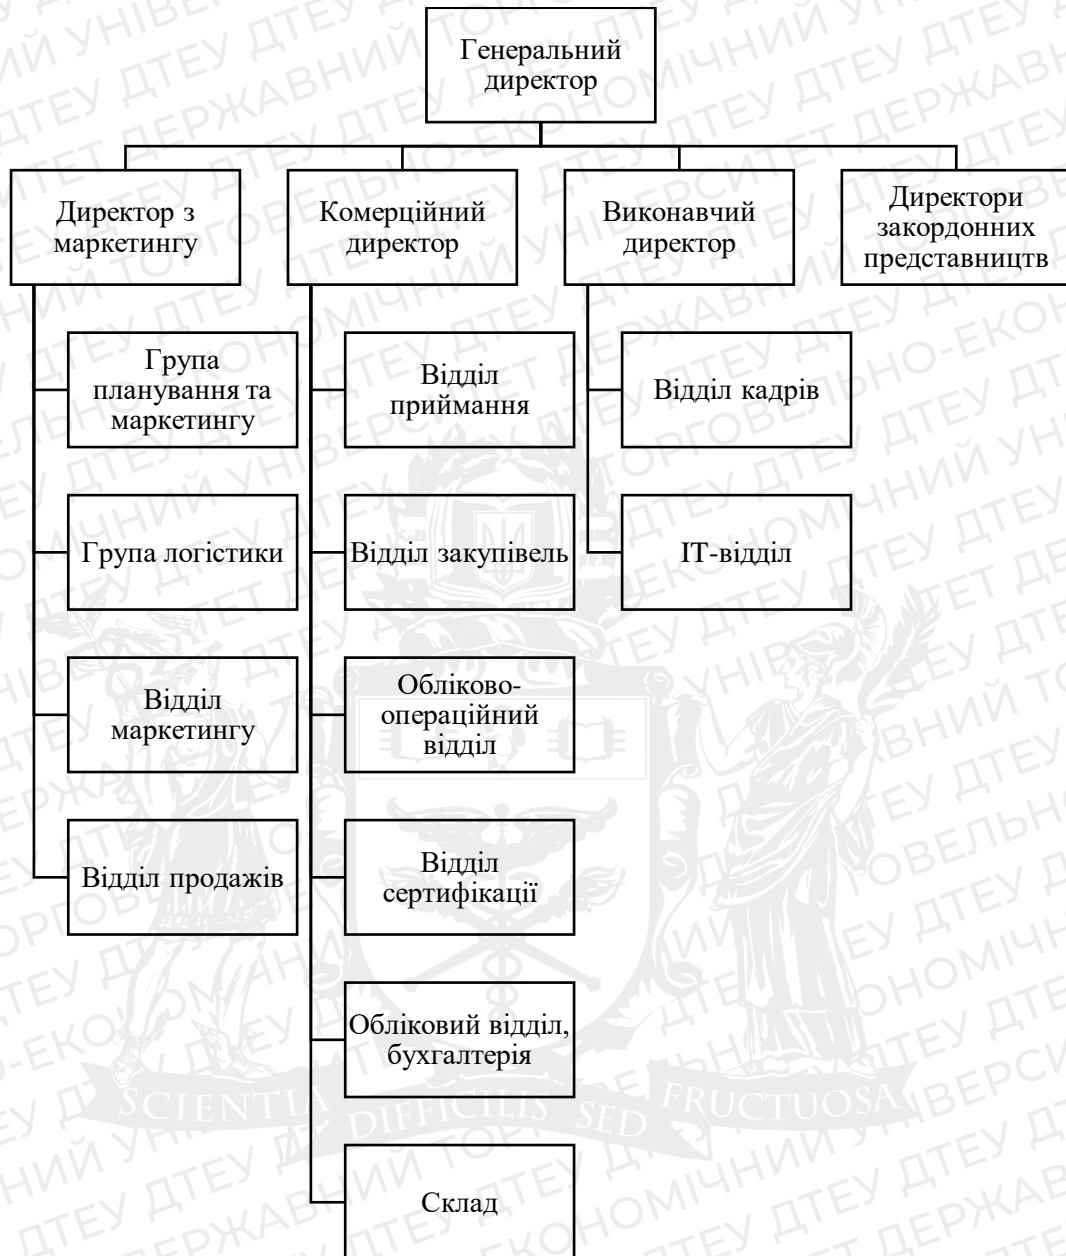 Генеральний
директор
Директор з
маркетингу
Комерційний
директор
Виконавчий
директор
Директори
закордонних
представництв
Група
планування та
маркетингу
Відділ
приймання
Відділ кадрів
Група логістики
Відділ закупівель
ІТ-відділ
Відділ
маркетингу
Обліково-
операційний
відділ
Відділ продажів
Відділ
сертифікації
Обліковий відділ,
бухгалтерія
Склад
SCIENTIA DIFFICILIS SED FRUCTUOSA